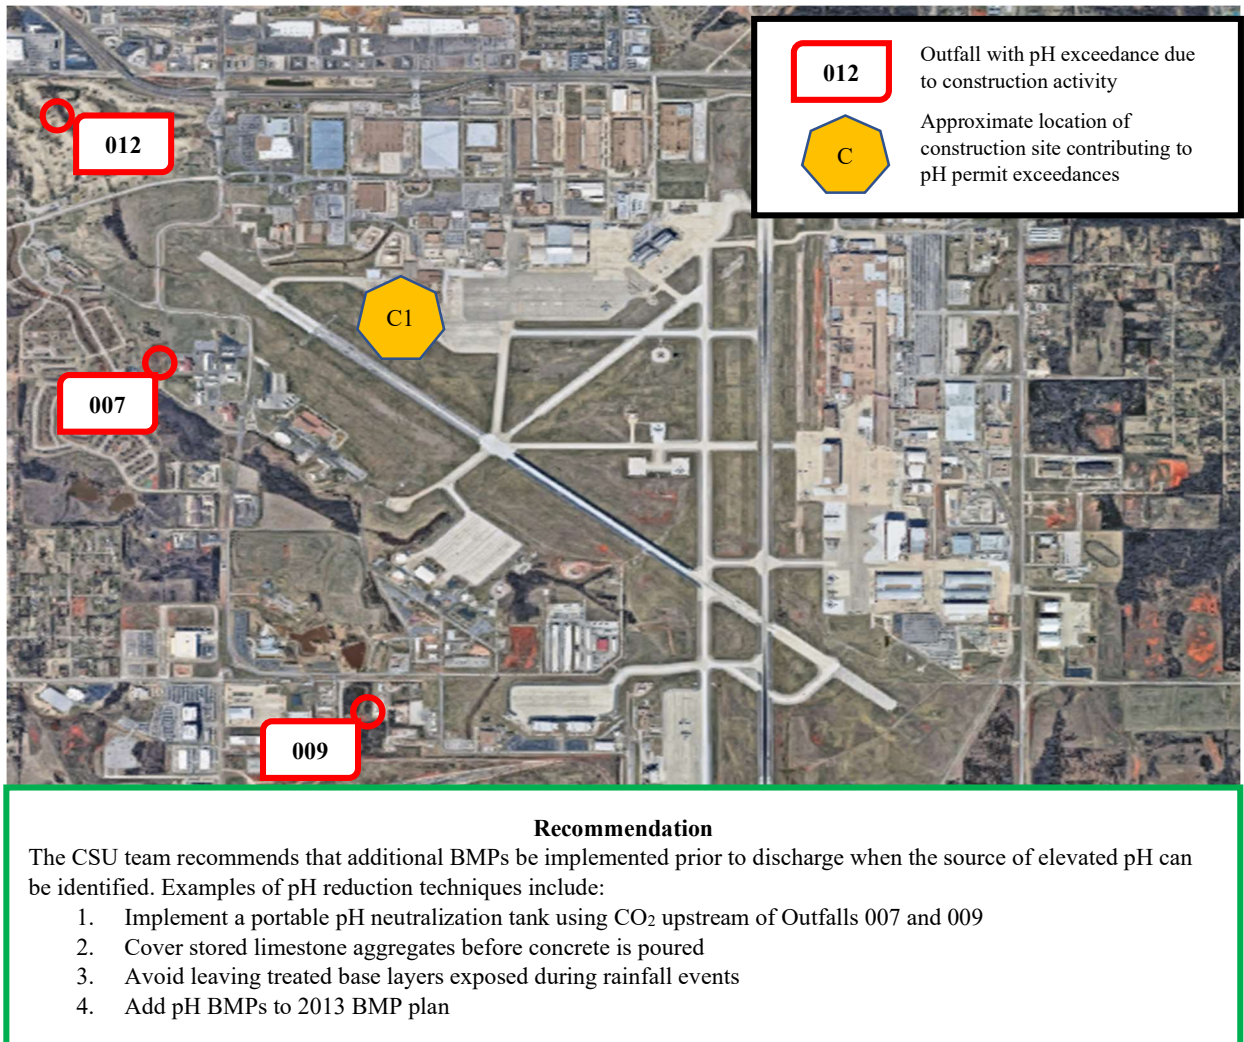 012
Outfall with pH exceedance due
to construction activity
C
Approximate location of
construction site contributing to
pH permit exceedances
012
C1
007
009
Recommendation
The CSU team recommends that additional BMPs be implemented prior to discharge when the source of elevated pH can
be identified. Examples of pH reduction techniques include:
1. Implement a portable pH neutralization tank using CO₂ upstream of Outfalls 007 and 009
2. Cover stored limestone aggregates before concrete is poured
3. Avoid leaving treated base layers exposed during rainfall events
4. Add pH BMPs to 2013 BMP plan